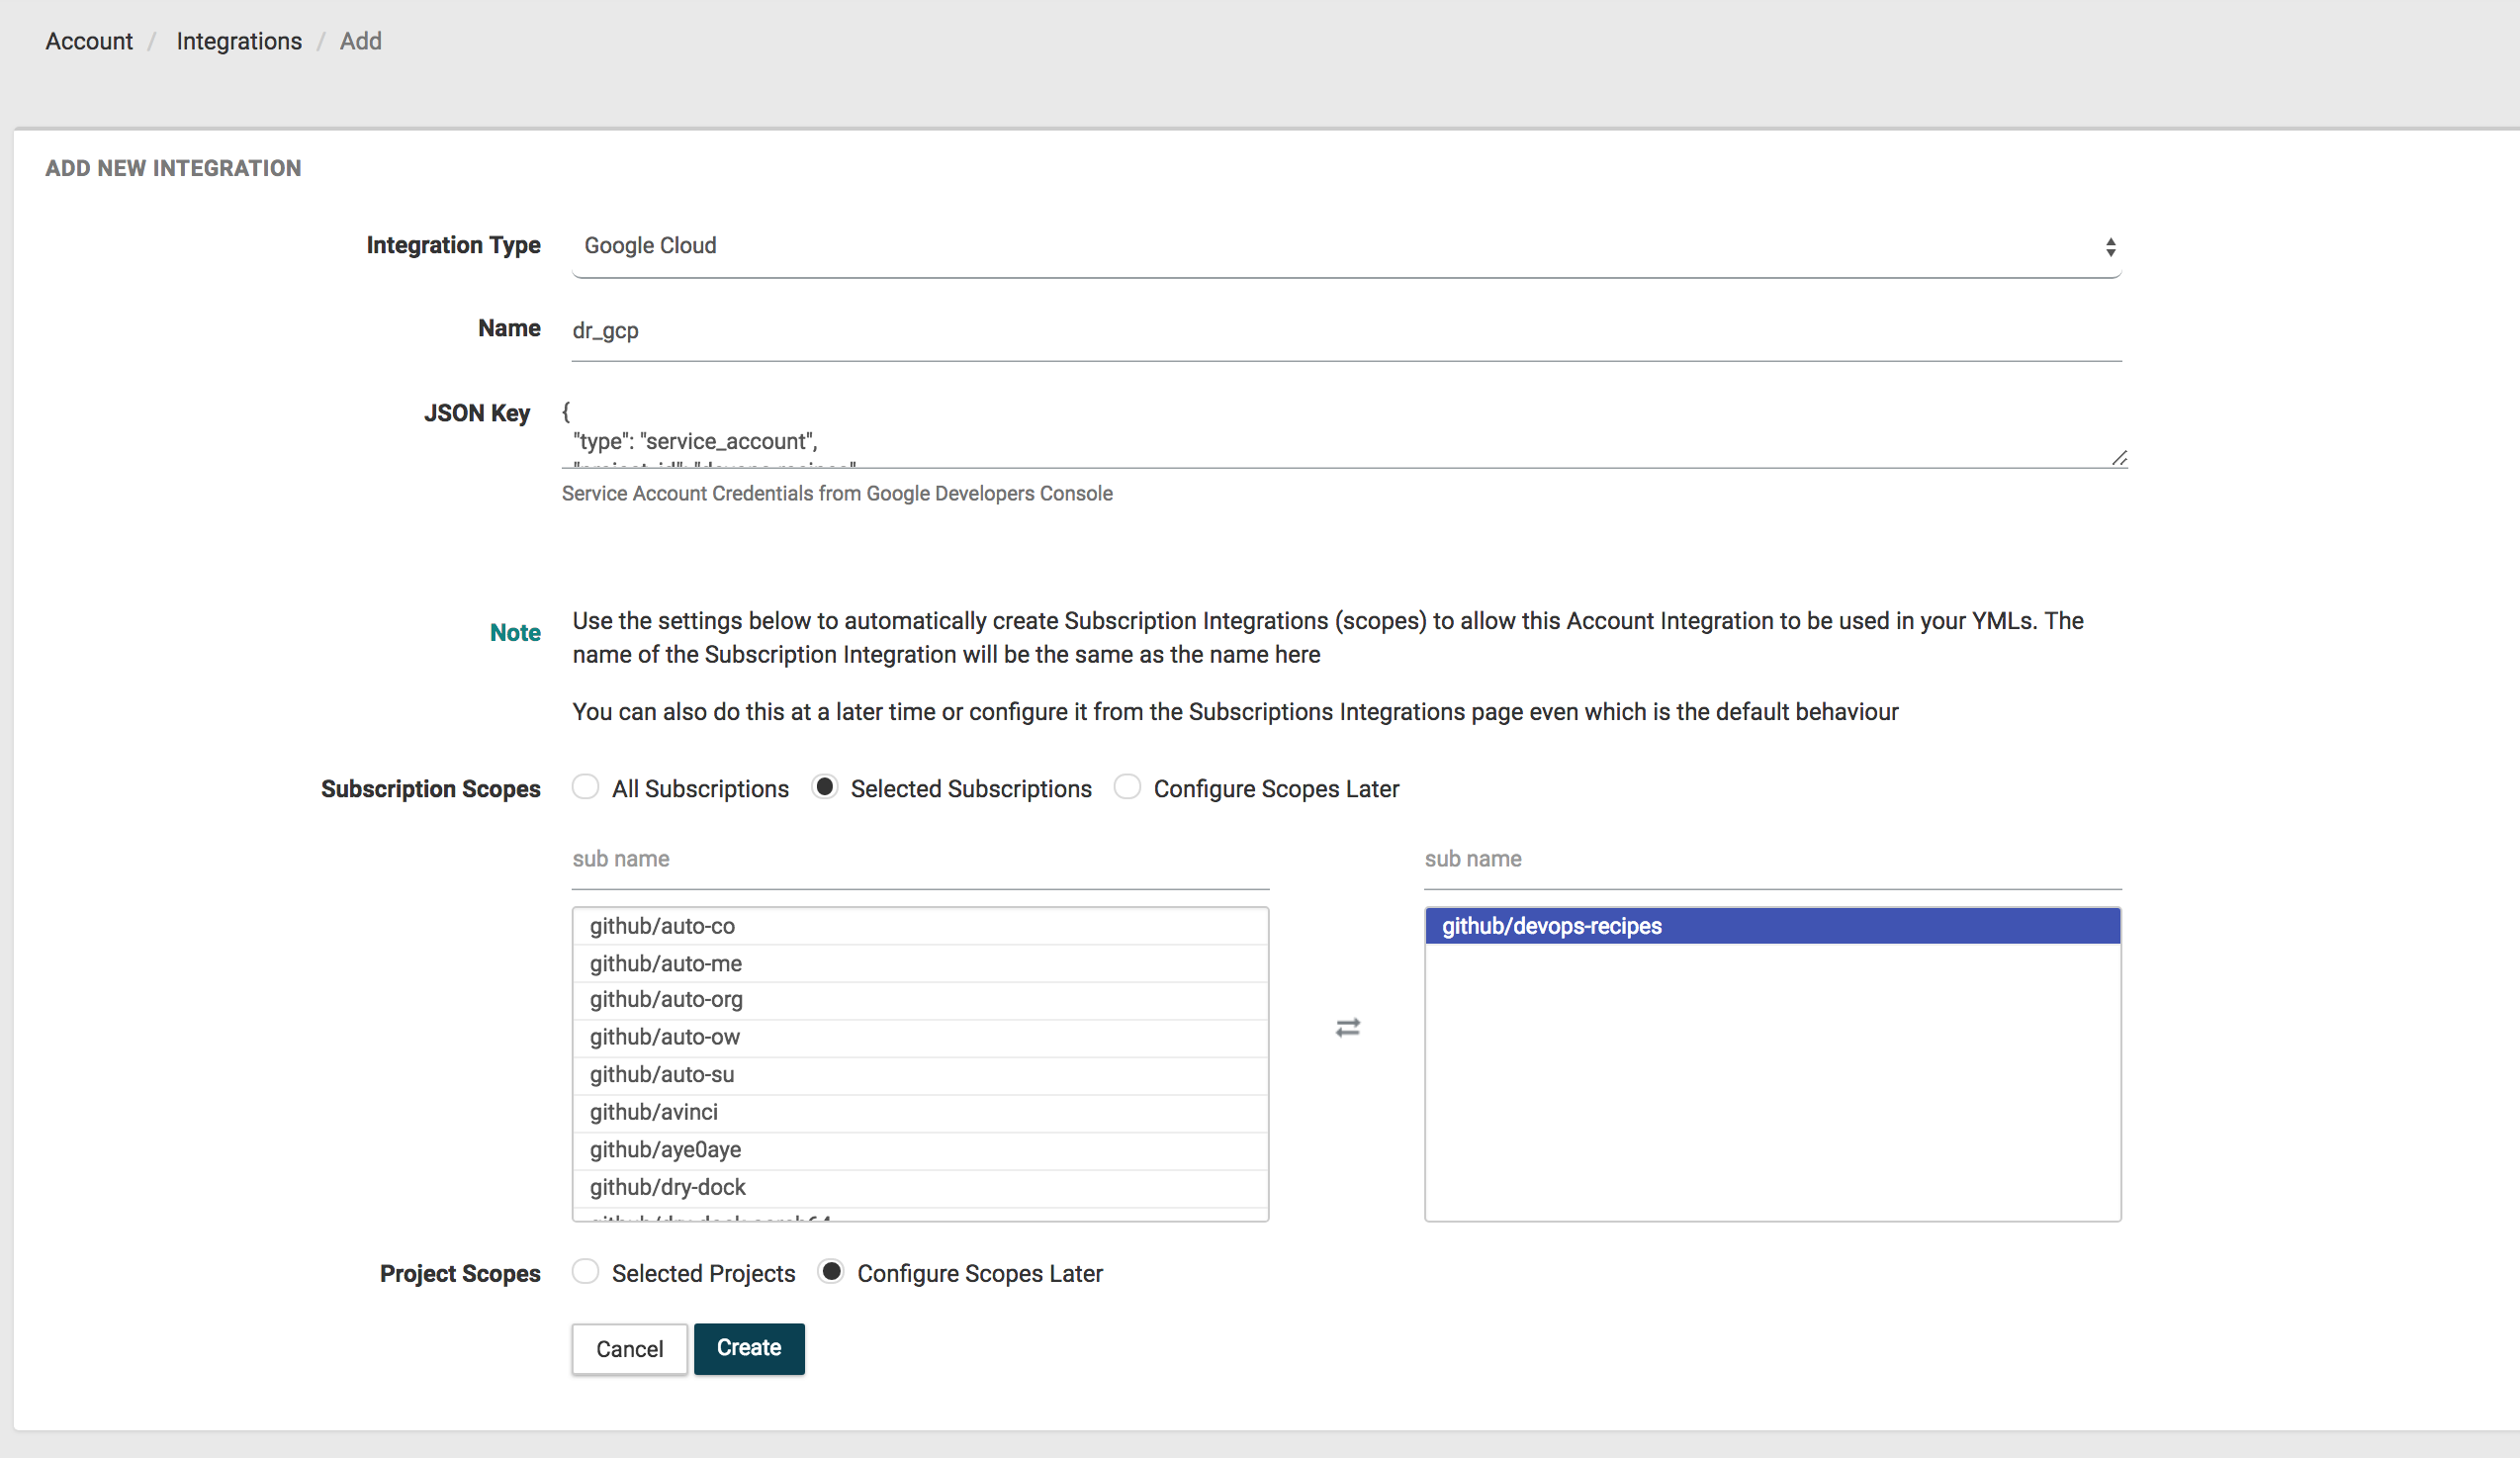 Account / Integrations / Add
ADD NEW INTEGRATION
Integration Type Google Cloud
Name dr_gcp
JSON Key {
"type": "service_account",
Service Account Credentials from Google Developers Console
Note Use the settings below to automatically create Subscription Integrations (scopes) to allow this Account Integration to be used in your YMLs. The
name of the Subscription Integration will be the same as the name here
You can also do this at a later time or configure it from the Subscriptions Integrations page even which is the default behaviour
Subscription Scopes All Subscriptions Selected Subscriptions Configure Scopes Later
sub name sub name
github/auto-co github/devops-recipes
github/auto-me
github/auto-org
github/auto-ow
github/auto-su
github/avinci
github/aye0aye
github/dry-dock
Project Scopes Selected Projects Configure Scopes Later
Cancel Create